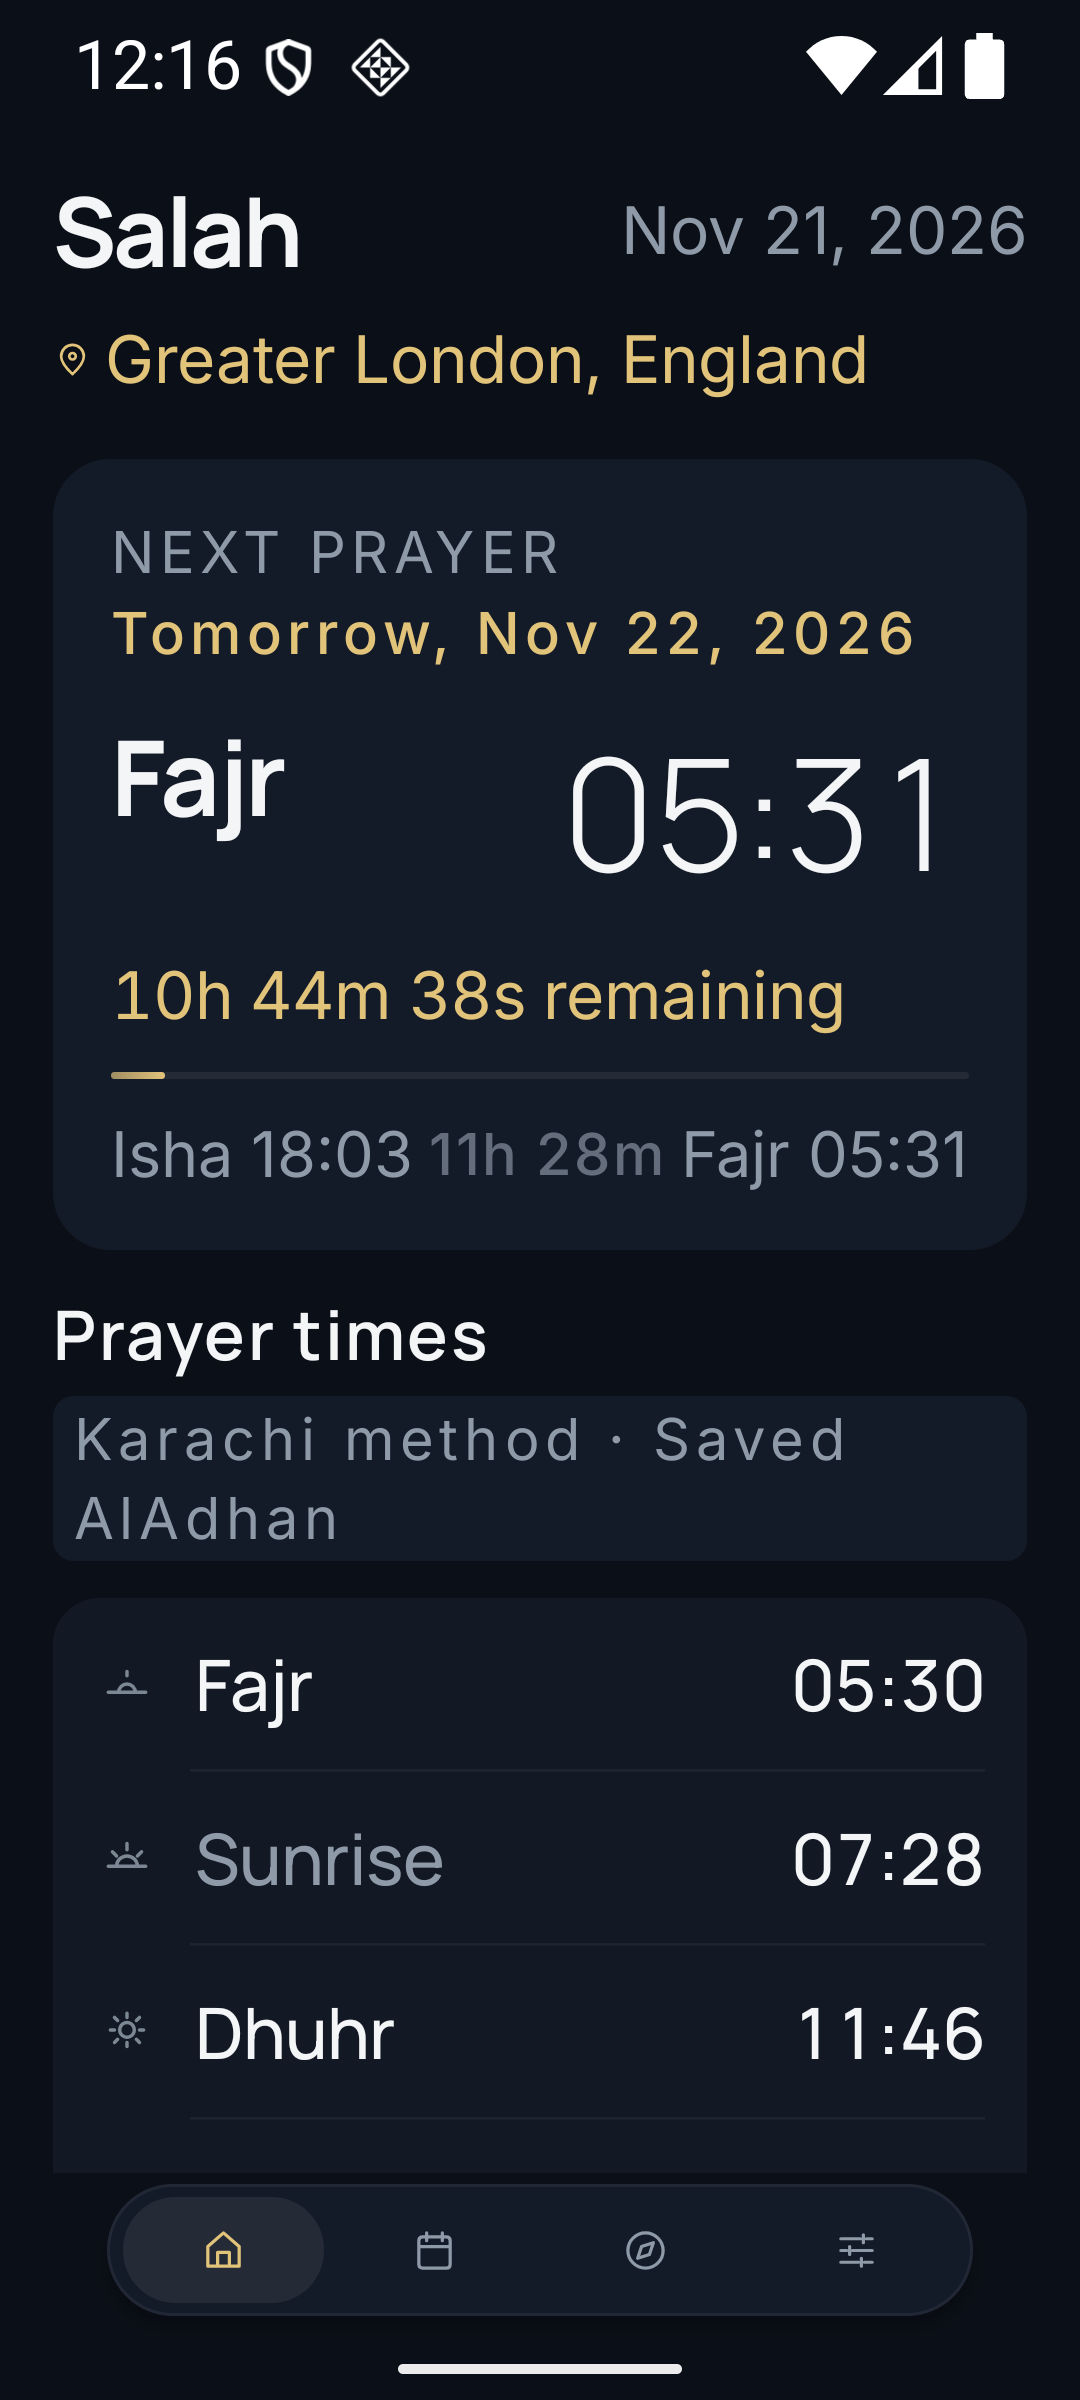 12:16
Salah
Nov 21, 2026
Greater London, England
NEXT PRAYER
Tomorrow, Nov 22, 2026
Fajr
05:31
10h 44m 38s remaining
Isha 18:03 11h 28m Fajr 05:31
Prayer times
Karachi method · Saved
AlAdhan
Fajr 05:30
Sunrise 07:28
Dhuhr 11:46